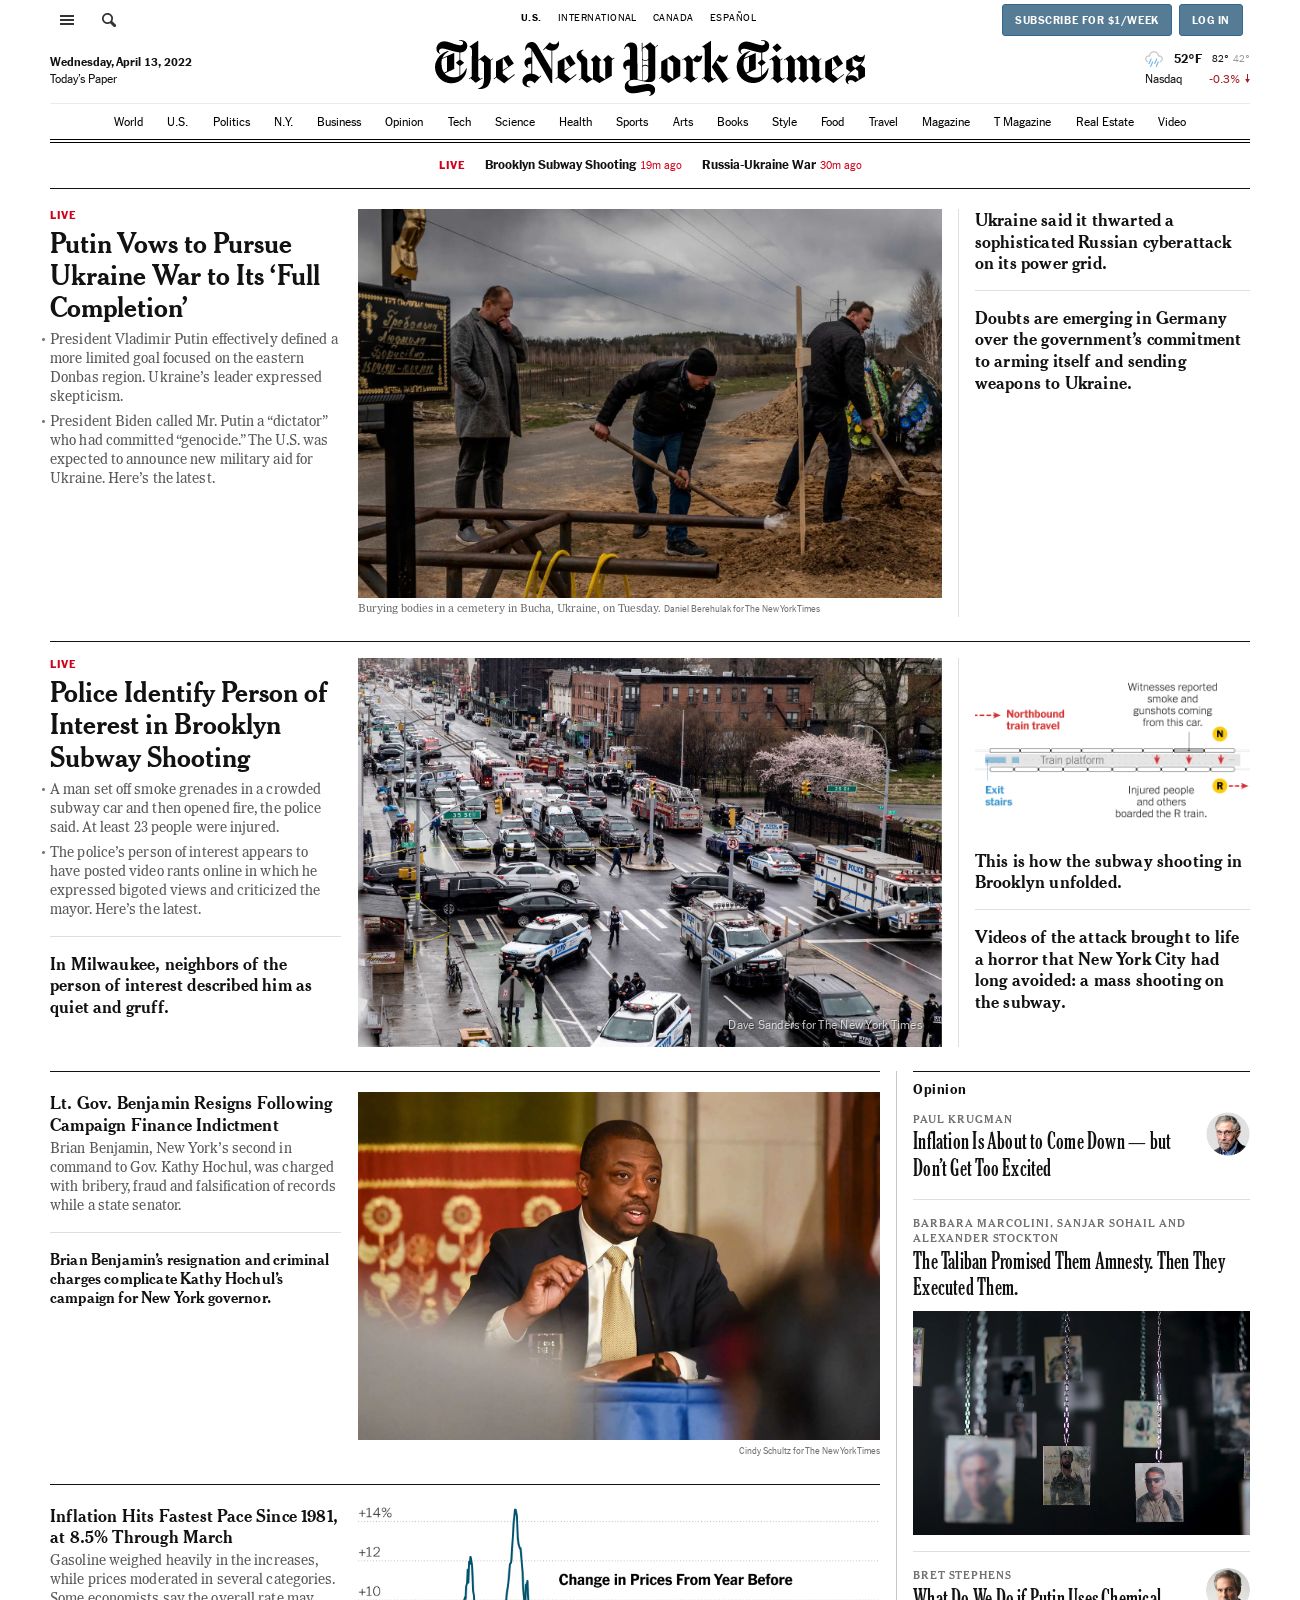 U.S. INTERNATIONAL CANADA ESPAÑOL
SUBSCRIBE FOR $1/WEEK LOG IN
Wednesday, April 13, 2022
Today's Paper
The New York Times
52°F 82° 42°
Nasdaq -0.3%
World U.S. Politics N.Y. Business Opinion Tech Science Health Sports Arts Books Style Food Travel Magazine T Magazine Real Estate Video
LIVE Brooklyn Subway Shooting 19m ago Russia-Ukraine War 30m ago
LIVE
Putin Vows to Pursue
Ukraine War to Its ‘Full
Completion’
• President Vladimir Putin effectively defined a
more limited goal focused on the eastern
Donbas region. Ukraine’s leader expressed
skepticism.
• President Biden called Mr. Putin a “dictator”
who had committed “genocide.” The U.S. was
expected to announce new military aid for
Ukraine. Here’s the latest.
Burying bodies in a cemetery in Bucha, Ukraine, on Tuesday. Daniel Berehulak for The New York Times
Ukraine said it thwarted a
sophisticated Russian cyberattack
on its power grid.
Doubts are emerging in Germany
over the government’s commitment
to arming itself and sending
weapons to Ukraine.
LIVE
Police Identify Person of
Interest in Brooklyn
Subway Shooting
• A man set off smoke grenades in a crowded
subway car and then opened fire, the police
said. At least 23 people were injured.
• The police’s person of interest appears to
have posted video rants online in which he
expressed bigoted views and criticized the
mayor. Here’s the latest.
In Milwaukee, neighbors of the
person of interest described him as
quiet and gruff.
35 St
Dave Sanders for The New York Times
Witnesses reported
smoke and
gunshots coming
from this car.
Northbound
train travel
N
Train platform
Exit
stairs
R
Injured people
and others
boarded the R train.
This is how the subway shooting in
Brooklyn unfolded.
Videos of the attack brought to life
a horror that New York City had
long avoided: a mass shooting on
the subway.
Lt. Gov. Benjamin Resigns Following
Campaign Finance Indictment
Brian Benjamin, New York’s second in
command to Gov. Kathy Hochul, was charged
with bribery, fraud and falsification of records
while a state senator.
Brian Benjamin’s resignation and criminal
charges complicate Kathy Hochul’s
campaign for New York governor.
Cindy Schultz for The New York Times
Opinion
PAUL KRUGMAN
Inflation Is About to Come Down — but
Don’t Get Too Excited
BARBARA MARCOLINI, SANJAR SOHAIL AND
ALEXANDER STOCKTON
The Taliban Promised Them Amnesty. Then They
Executed Them.
BRET STEPHENS
What Do We Do if Putin Uses Chemical
Inflation Hits Fastest Pace Since 1981,
at 8.5% Through March
Gasoline weighed heavily in the increases,
while prices moderated in several categories.
Some economists say the overall rate may
+14%
+12
+10
Change in Prices From Year Before